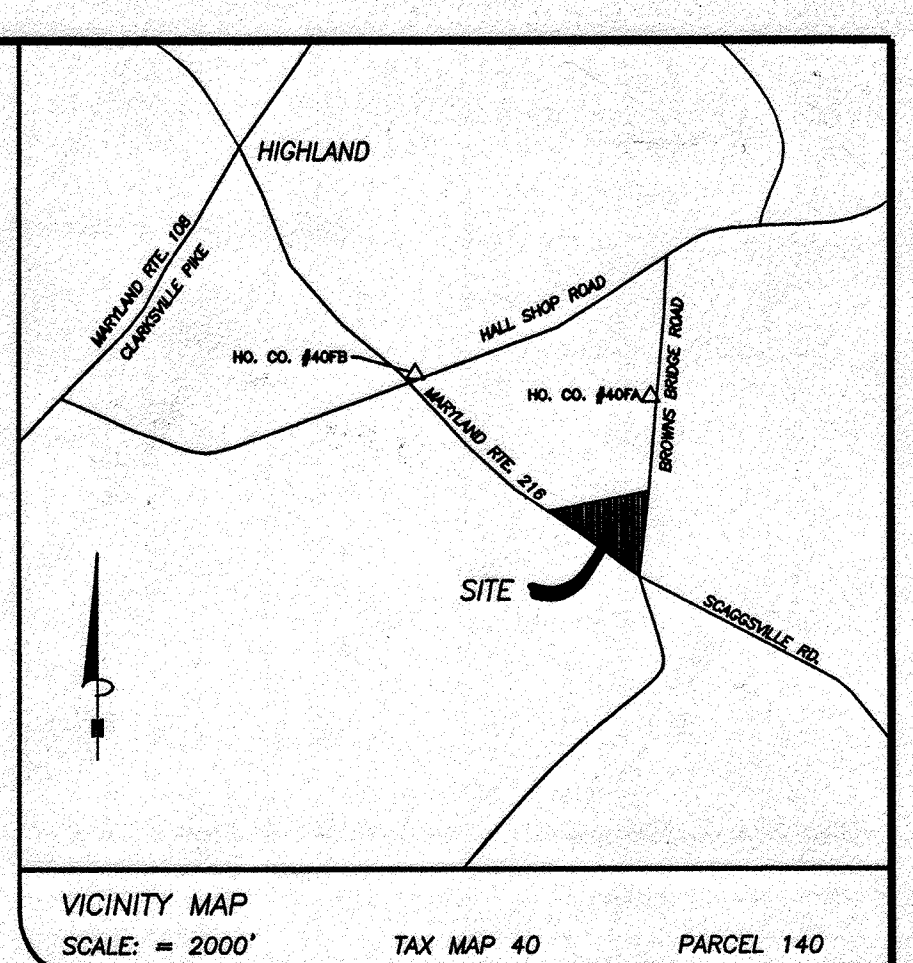 HIGHLAND
MARYLAND RTE. 108
CLARKSVILLE PIKE
HALL SHOP ROAD
HO. CO. #40FB
HO. CO. #40FA
BROWNS BRIDGE ROAD
MARYLAND RTE. 216
SITE
SCAGGSVILLE RD.
VICINITY MAP
SCALE: = 2000'
TAX MAP 40
PARCEL 140